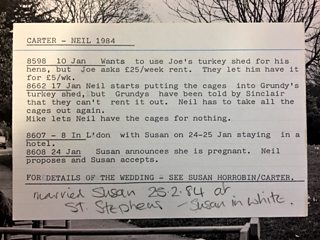 CARTER - NEIL 1984
8598 10 Jan Wants to use Joe's turkey shed for his
hens, but Joe asks £25/week rent. They let him have it
for £5/wk.
8662 17 Jan Neil starts putting the cages into Grundy's
turkey shed, but Grundys have been told by Sinclair
that they can't rent it out. Neil has to take all the
cages out again.
Mike lets Neil have the cages for nothing.
8607 - 8 In L'don with Susan on 24-25 Jan staying in a
hotel.
8608 24 Jan Susan announces she is pregnant. Neil
proposes and Susan accepts.
FOR DETAILS OF THE WEDDING - SEE SUSAN HORROBIN/CARTER.
married Susan 25.2.84 at
St. Stephens - Susan in white.